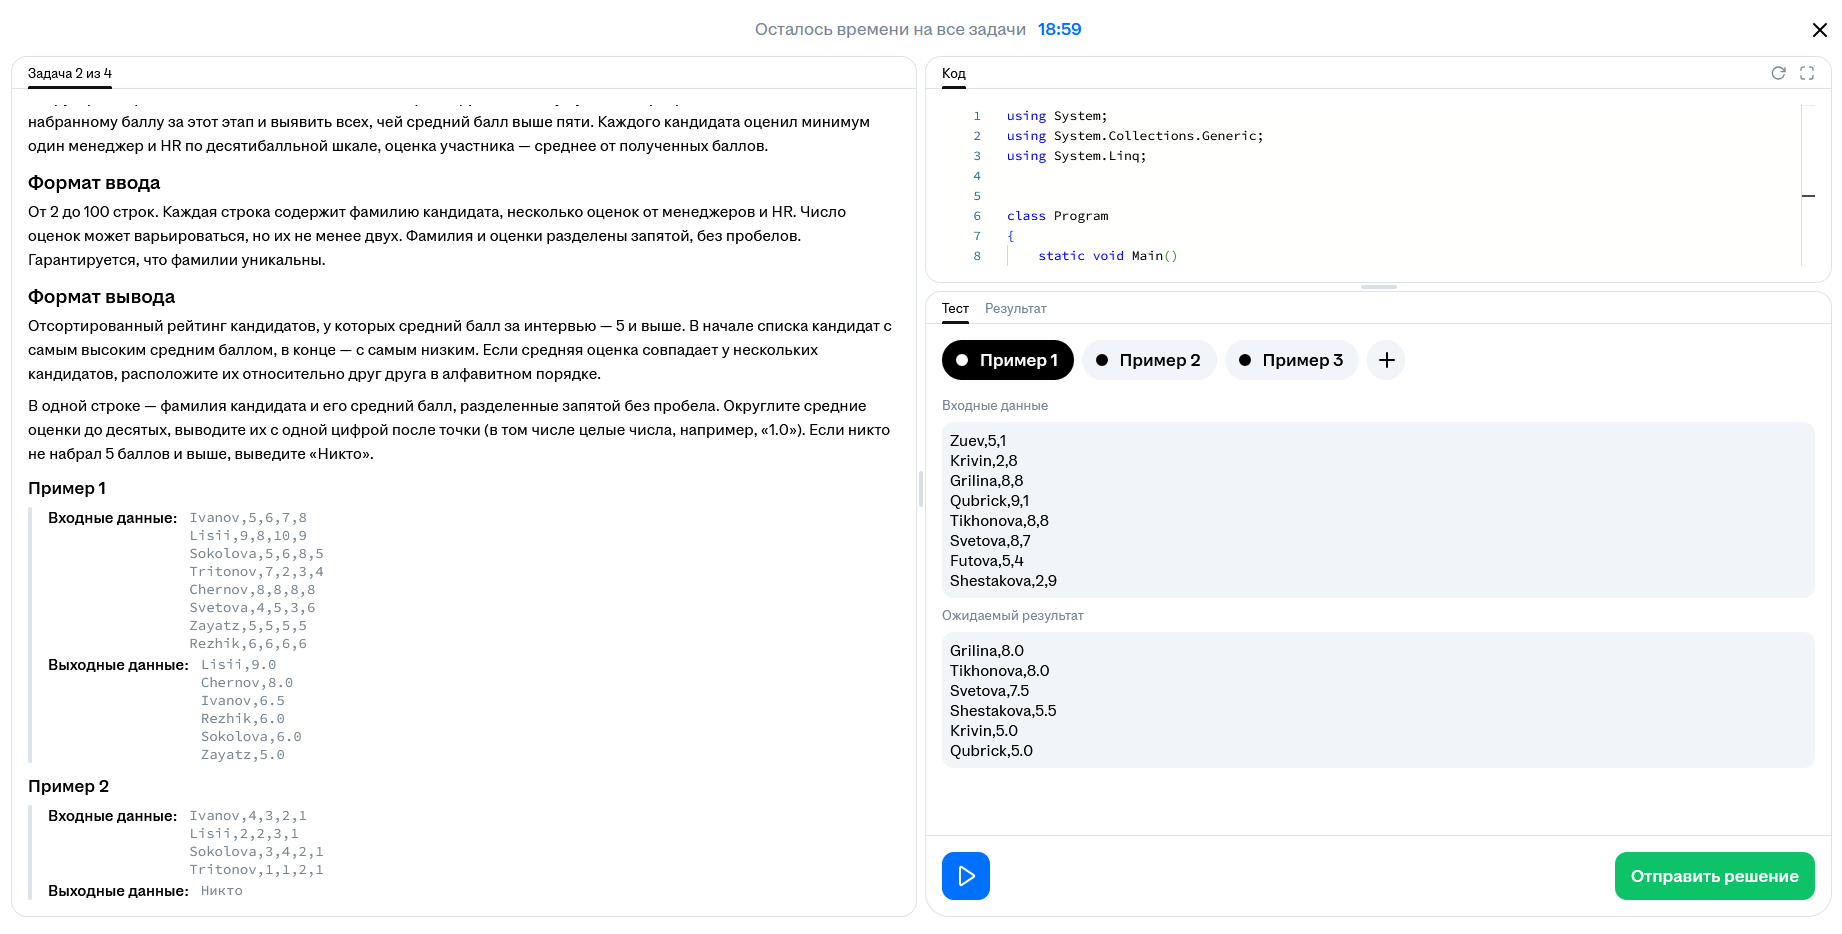 Осталось времени на все задачи 18:59
Задача 2 из 4
набранному баллу за этот этап и выявить всех, чей средний балл выше пяти. Каждого кандидата оценил минимум
один менеджер и HR по десятибалльной шкале, оценка участника — среднее от полученных баллов.
Формат ввода
От 2 до 100 строк. Каждая строка содержит фамилию кандидата, несколько оценок от менеджеров и HR. Число
оценок может варьироваться, но их не менее двух. Фамилия и оценки разделены запятой, без пробелов.
Гарантируется, что фамилии уникальны.
Формат вывода
Отсортированный рейтинг кандидатов, у которых средний балл за интервью — 5 и выше. В начале списка кандидат с
самым высоким средним баллом, в конце — с самым низким. Если средняя оценка совпадает у нескольких
кандидатов, расположите их относительно друг друга в алфавитном порядке.
В одной строке — фамилия кандидата и его средний балл, разделенные запятой без пробела. Округлите средние
оценки до десятых, выводите их с одной цифрой после точки (в том числе целые числа, например, «1.0»). Если никто
не набрал 5 баллов и выше, выведите «Никто».
Пример 1
Входные данные: Ivanov,5,6,7,8
Lisii,9,8,10,9
Sokolova,5,6,8,5
Tritonov,7,2,3,4
Chernov,8,8,8,8
Svetova,4,5,3,6
Zayatz,5,5,5,5
Rezhik,6,6,6,6
Выходные данные: Lisii,9.0
Chernov,8.0
Ivanov,6.5
Rezhik,6.0
Sokolova,6.0
Zayatz,5.0
Пример 2
Входные данные: Ivanov,4,3,2,1
Lisii,2,2,3,1
Sokolova,3,4,2,1
Tritonov,1,1,2,1
Выходные данные: Никто
Код
1 using System;
2 using System.Collections.Generic;
3 using System.Linq;
4
5
6 class Program
7 {
8 static void Main()
Тест Результат
Пример 1 Пример 2 Пример 3
Входные данные
Zuev,5,1
Krivin,2,8
Grilina,8,8
Qubrick,9,1
Tikhonova,8,8
Svetova,8,7
Futova,5,4
Shestakova,2,9
Ожидаемый результат
Grilina,8.0
Tikhonova,8.0
Svetova,7.5
Shestakova,5.5
Krivin,5.0
Qubrick,5.0
Отправить решение